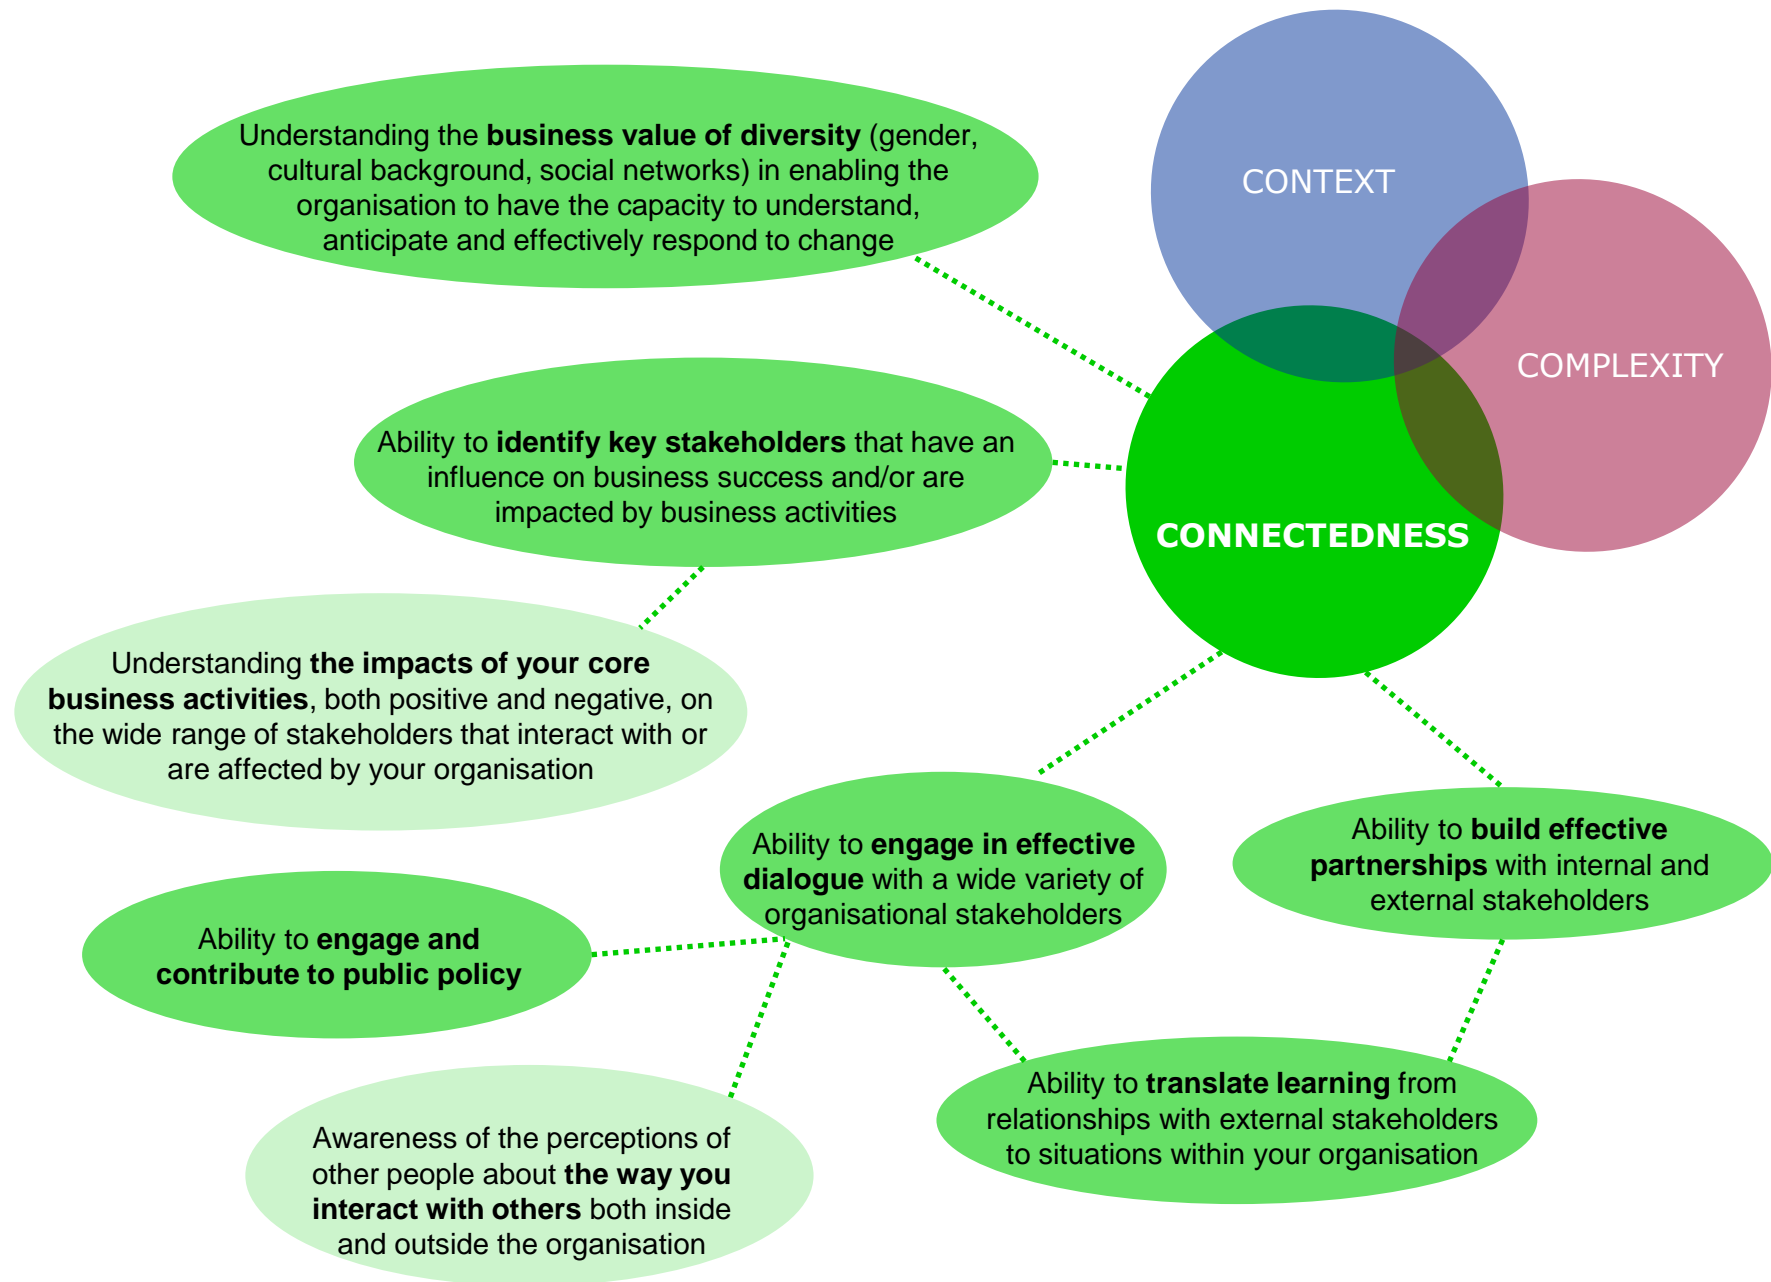 Understanding the business value of diversity (gender,
cultural background, social networks) in enabling the
organisation to have the capacity to understand,
anticipate and effectively respond to change
CONTEXT
COMPLEXITY
Ability to identify key stakeholders that have an
influence on business success and/or are
impacted by business activities
CONNECTEDNESS
Understanding the impacts of your core
business activities, both positive and negative, on
the wide range of stakeholders that interact with or
are affected by your organisation
Ability to engage in effective
dialogue with a wide variety of
organisational stakeholders
Ability to build effective
partnerships with internal and
external stakeholders
Ability to engage and
contribute to public policy
Ability to translate learning from
relationships with external stakeholders
to situations within your organisation
Awareness of the perceptions of
other people about the way you
interact with others both inside
and outside the organisation